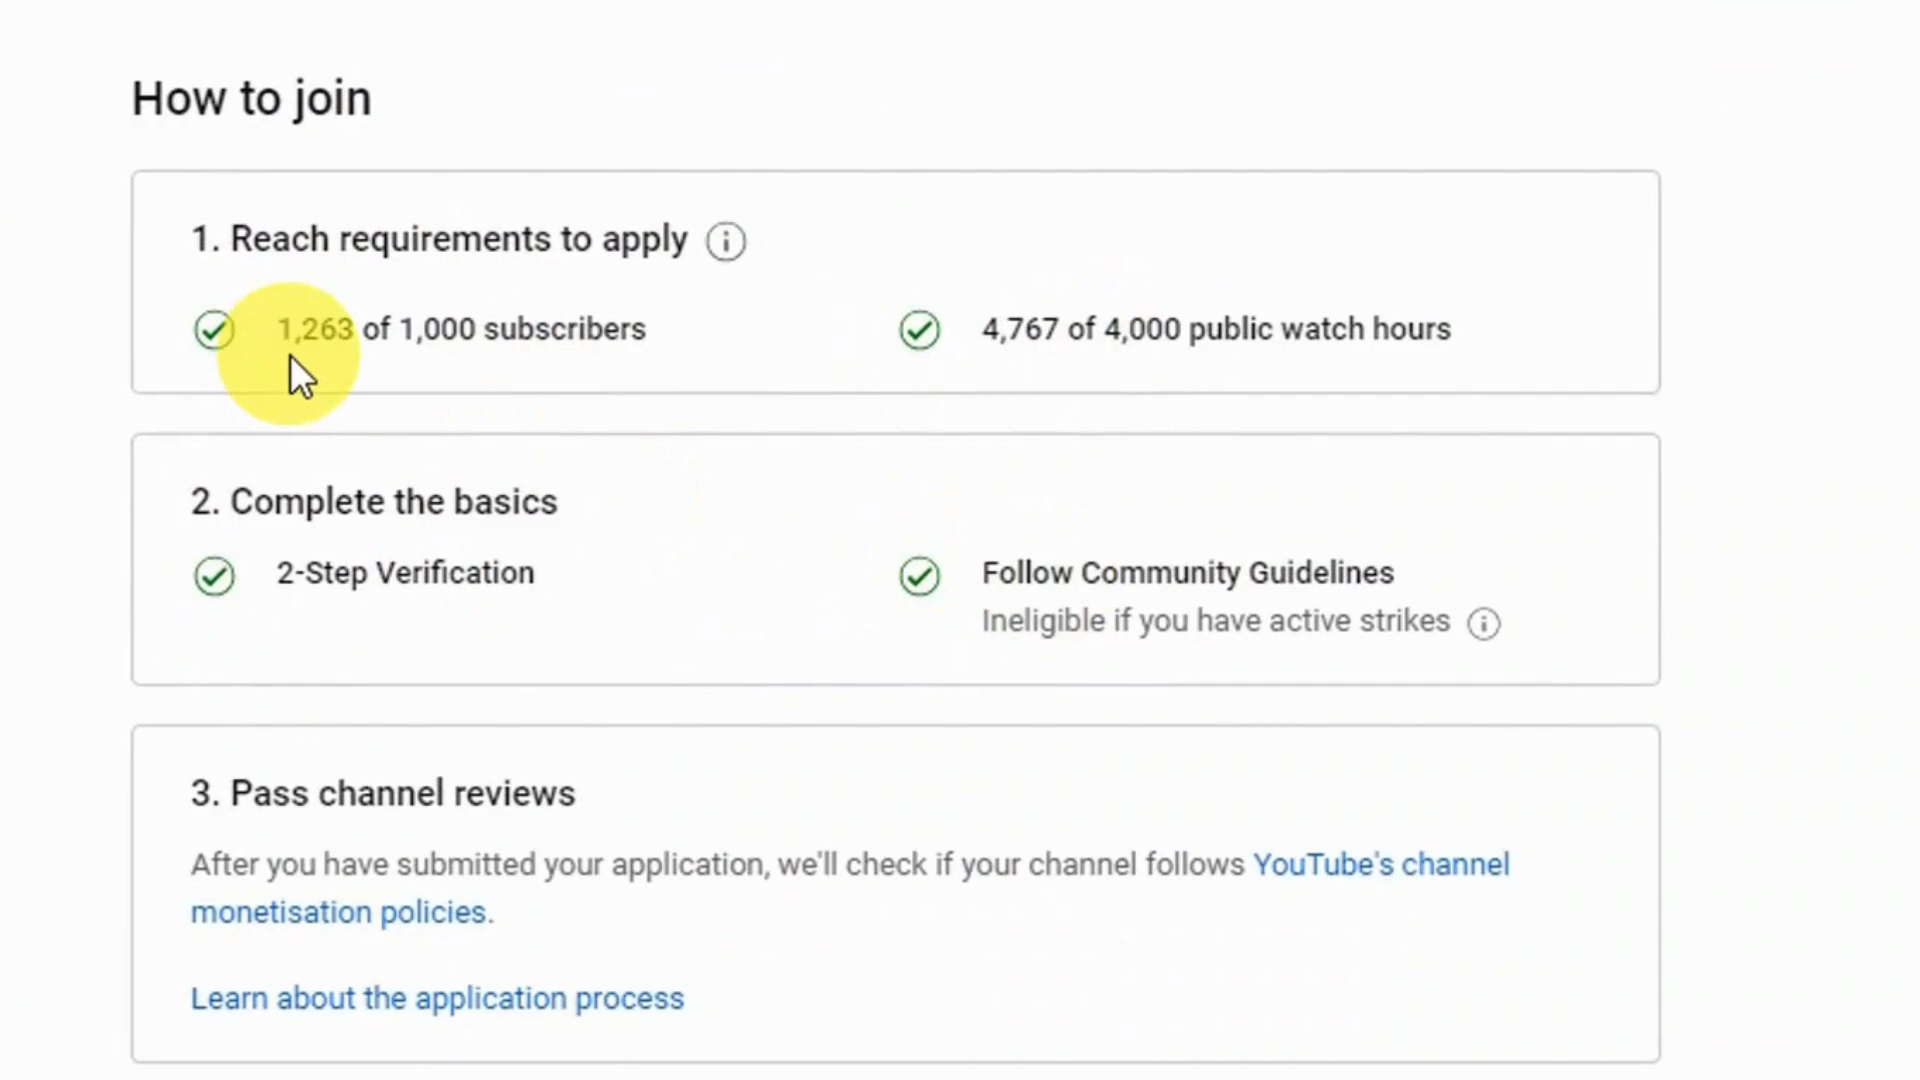 How to join
1. Reach requirements to apply
1,263 of 1,000 subscribers
4,767 of 4,000 public watch hours
2. Complete the basics
2-Step Verification
Follow Community Guidelines
Ineligible if you have active strikes
3. Pass channel reviews
After you have submitted your application, we'll check if your channel follows YouTube's channel
monetisation policies.
Learn about the application process